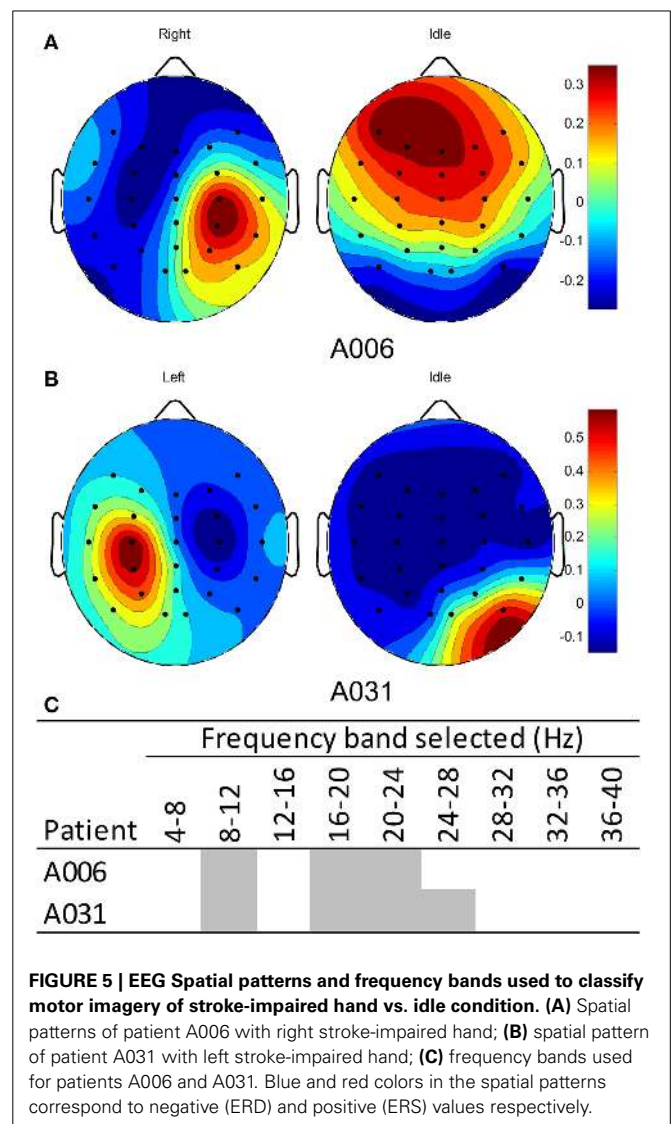 A
Right
Idle
0.3
0.2
0.1
0
-0.1
-0.2
A006
B
Left
Idle
0.5
0.4
0.3
0.2
0.1
0
-0.1
A031
C
Frequency band selected (Hz)
Patient 4-8 8-12 12-16 16-20 20-24 24-28 28-32 32-36 36-40
A006
A031
FIGURE 5 | EEG Spatial patterns and frequency bands used to classify
motor imagery of stroke-impaired hand vs. idle condition. (A) Spatial
patterns of patient A006 with right stroke-impaired hand; (B) spatial pattern
of patient A031 with left stroke-impaired hand; (C) frequency bands used
for patients A006 and A031. Blue and red colors in the spatial patterns
correspond to negative (ERD) and positive (ERS) values respectively.